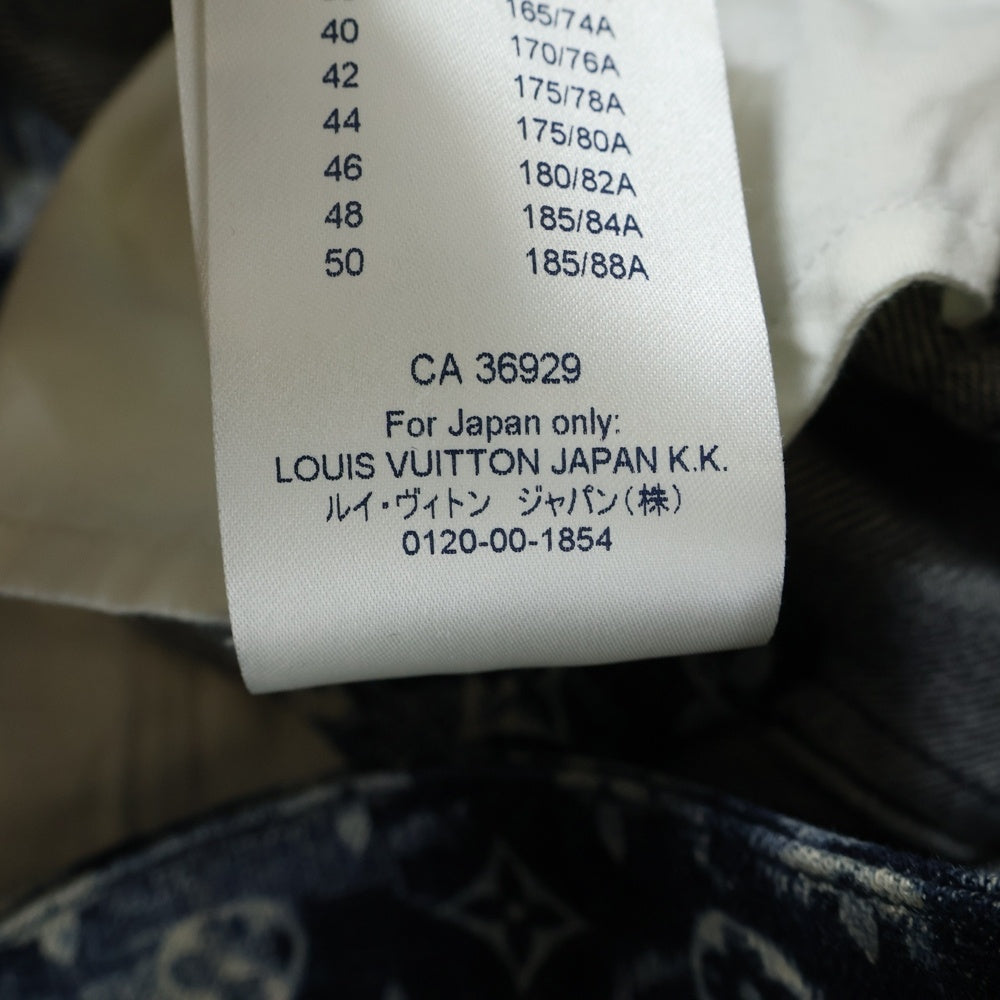 165/74A
40 170/76A
42 175/78A
44 175/80A
46 180/82A
48 185/84A
50 185/88A
CA 36929
For Japan only:
LOUIS VUITTON JAPAN K.K.
ルイ・ヴィトン ジャパン(株)
0120-00-1854